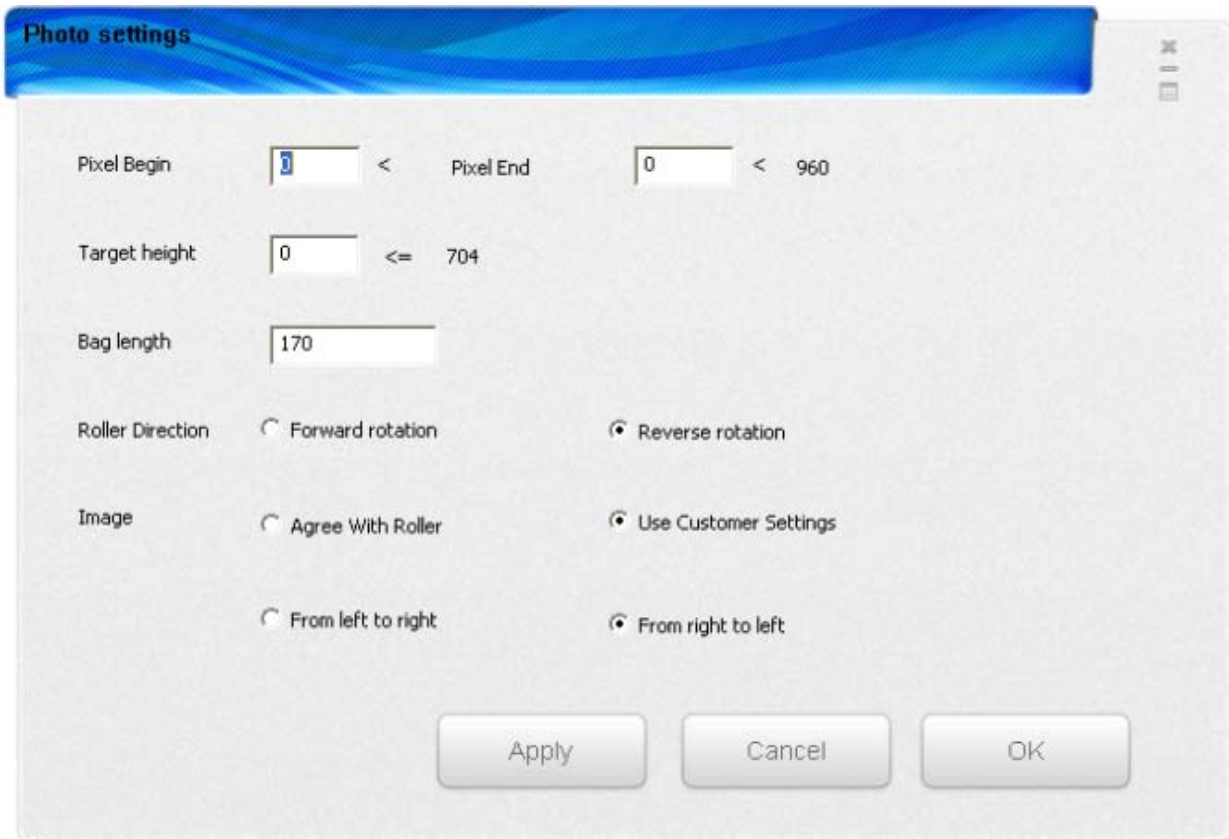 Photo settings
Pixel Begin 0 < Pixel End 0 < 960
Target height 0 <= 704
Bag length 170
Roller Direction Forward rotation Reverse rotation
Image Agree With Roller Use Customer Settings
From left to right From right to left
Apply Cancel OK